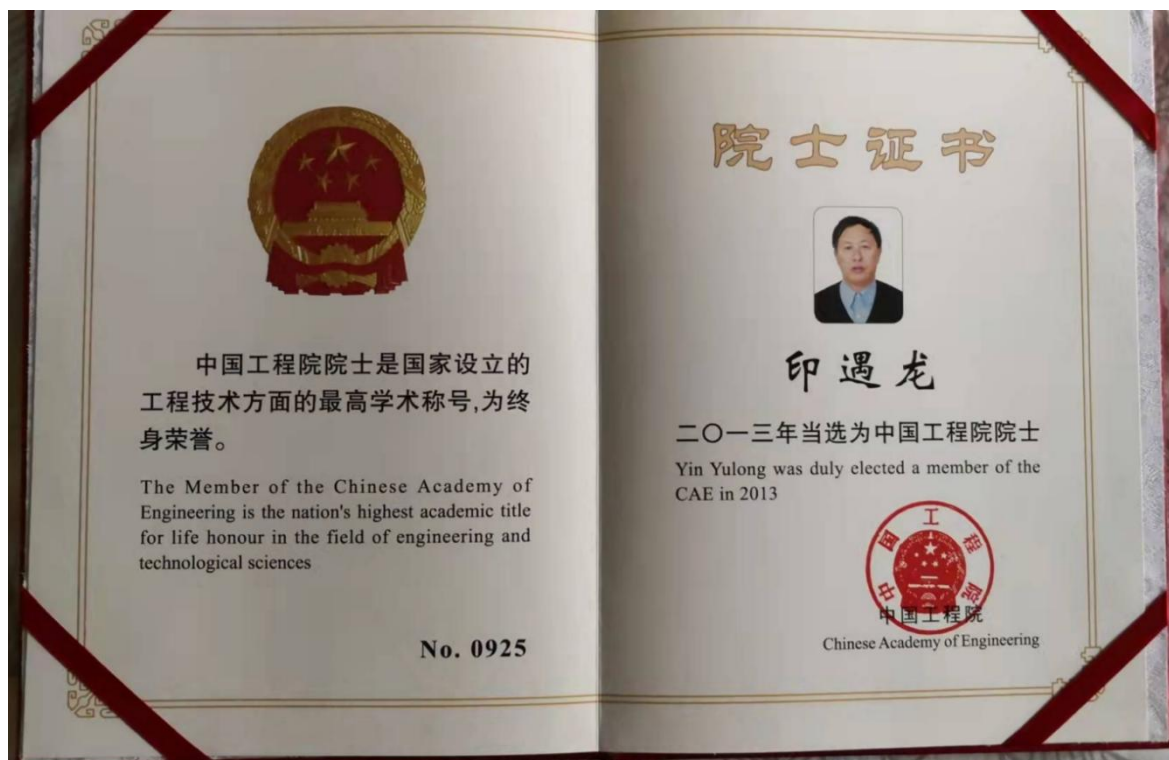 中国工程院院士是国家设立的
工程技术方面的最高学术称号,为终
身荣誉。
The Member of the Chinese Academy of
Engineering is the nation's highest academic title
for life honour in the field of engineering and
technological sciences
No. 0925
院士证书
印遇龙
二〇一三年当选为中国工程院院士
Yin Yulong was duly elected a member of the
CAE in 2013
中国工程院
中国工程院
Chinese Academy of Engineering